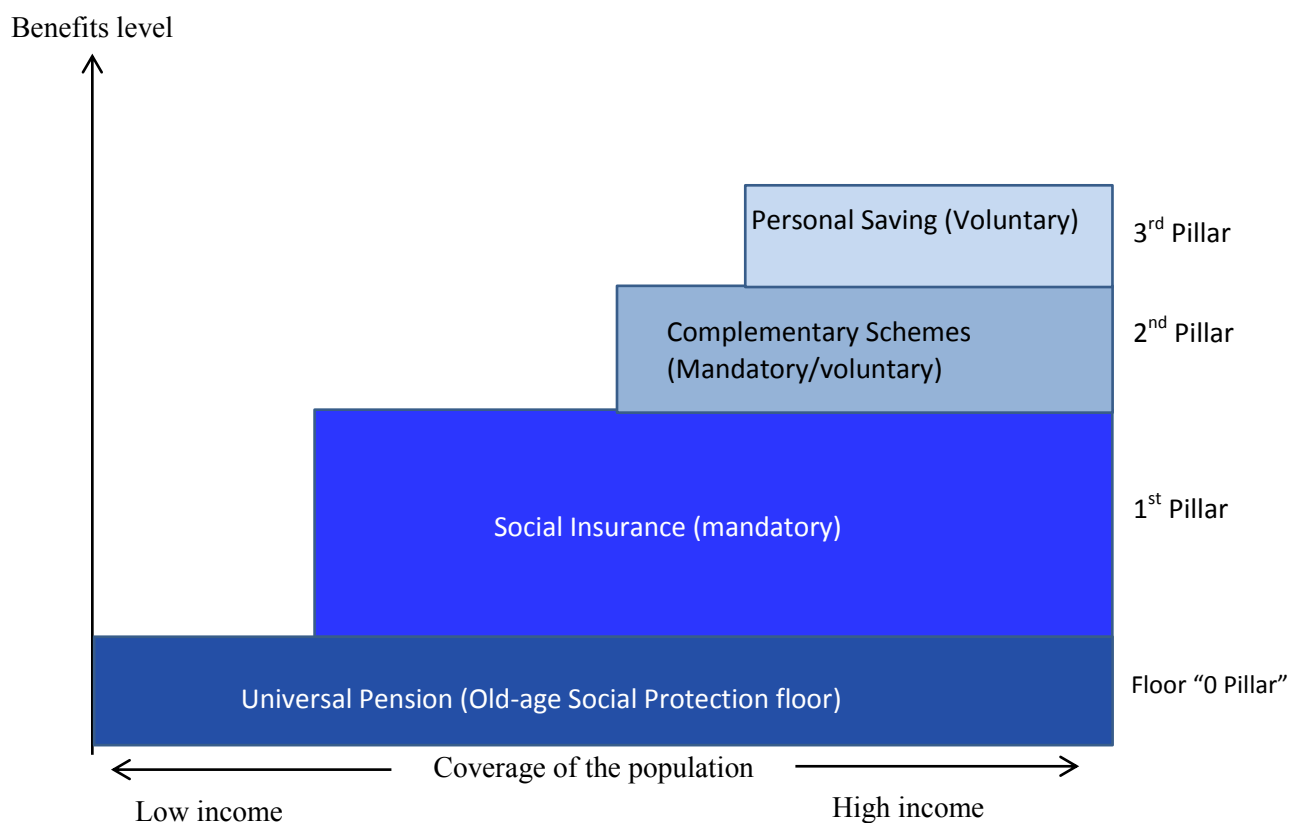 Benefits level
Personal Saving (Voluntary)
3rd Pillar
Complementary Schemes
(Mandatory/voluntary)
2nd Pillar
Social Insurance (mandatory)
1st Pillar
Universal Pension (Old-age Social Protection floor)
Floor “0 Pillar”
Coverage of the population
Low income
High income